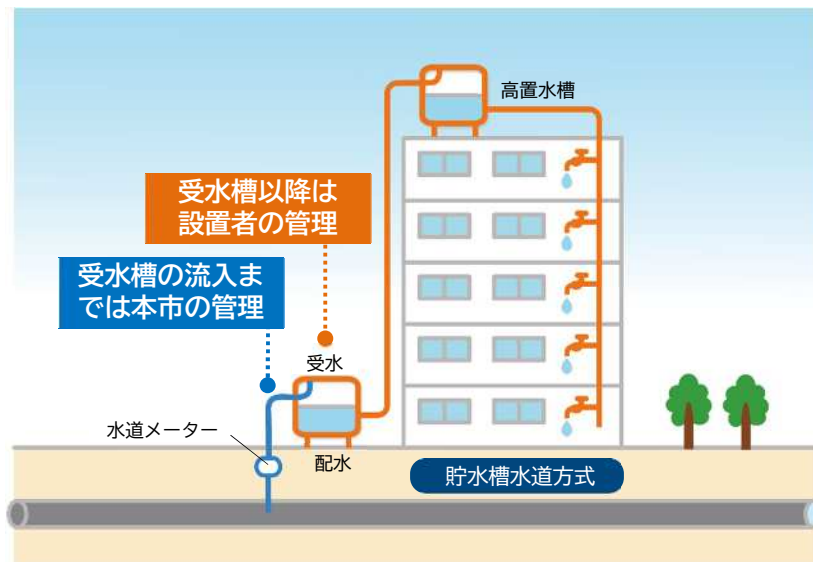 高置水槽
受水槽以降は
設置者の管理
受水槽の流入ま
では本市の管理
受水
水道メーター
配水
貯水槽水道方式